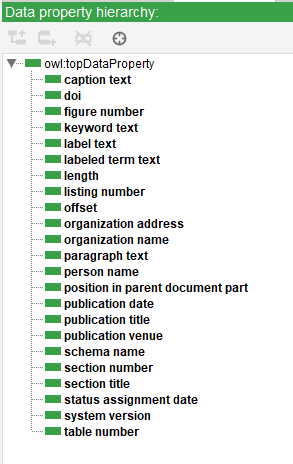 Data property hierarchy:
owl:topDataProperty
caption text
doi
figure number
keyword text
label text
labeled term text
length
listing number
offset
organization address
organization name
paragraph text
person name
position in parent document part
publication date
publication title
publication venue
schema name
section number
section title
status assignment date
system version
table number